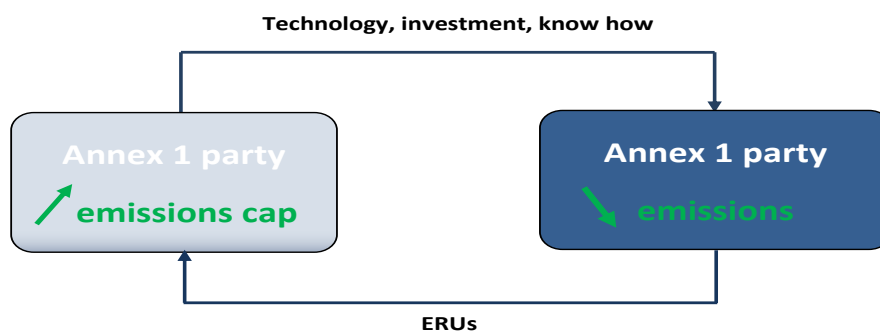 Technology, investment, know how
Annex 1 party
emissions cap
Annex 1 party
emissions
ERUs